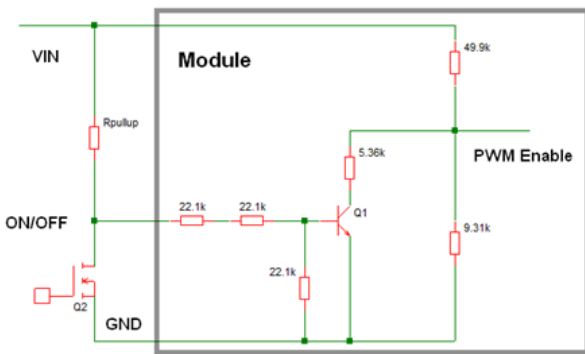 VIN
Module
49.9k
Rpullup
5.36k
PWM Enable
22.1k
22.1k
Q1
ON/OFF
9.31k
22.1k
Q2
GND